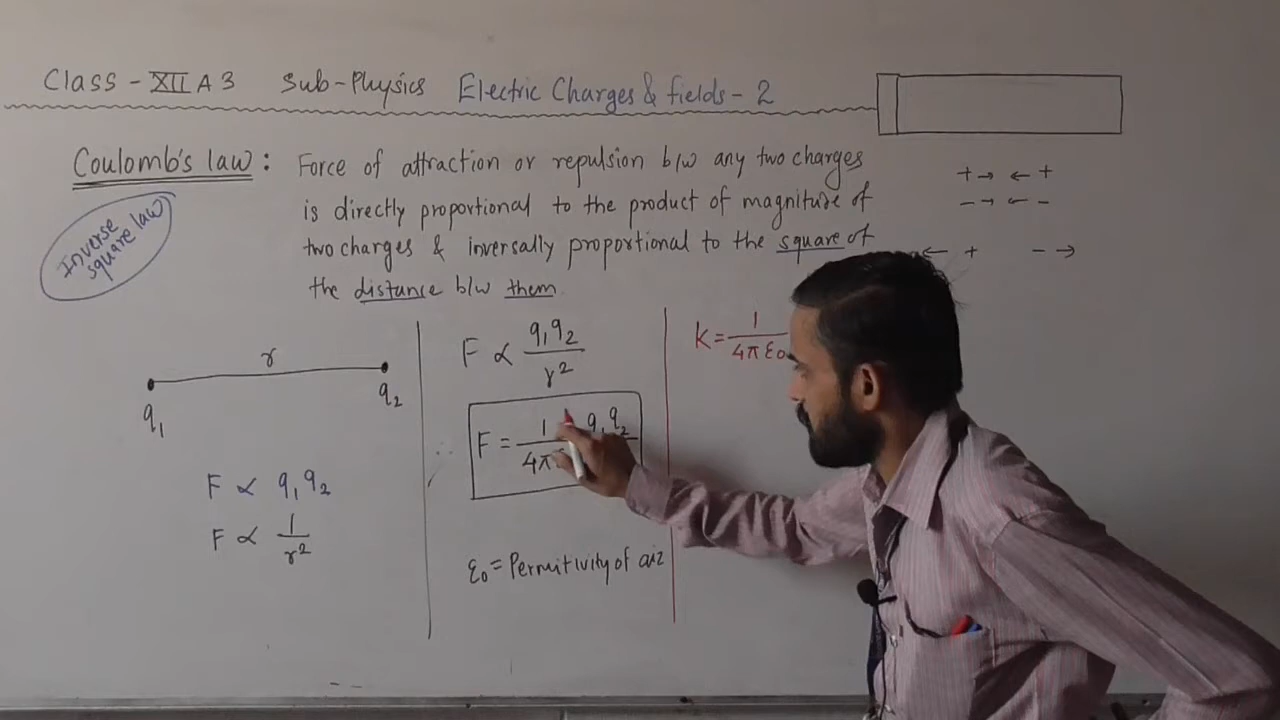 Class - XII A3 Sub-Physics Electric Charges & fields - 2
Coulomb's law : Force of attraction or repulsion b/w any two charges
is directly proportional to the product of magnitude of
two charges & inversally proportional to the square of
the distance b/w them
Inverse
square law
+→ ←+
-→ ←-
← + - →
r
q₁ q₂
F ∝ q₁q₂
F ∝ 1/r²
F ∝ q₁q₂/r²
F = 1/4π q₁q₂
ε₀ = Permitivity of air
K = 1/4πε₀